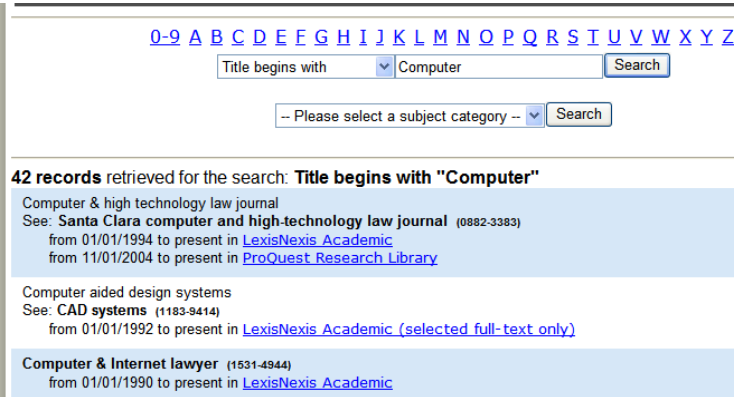 0-9 A B C D E F G H I J K L M N O P Q R S T U V W X Y Z
Title begins with Computer Search
-- Please select a subject category -- Search
42 records retrieved for the search: Title begins with "Computer"
Computer & high technology law journal
See: Santa Clara computer and high-technology law journal (0882-3383)
from 01/01/1994 to present in LexisNexis Academic
from 11/01/2004 to present in ProQuest Research Library
Computer aided design systems
See: CAD systems (1183-9414)
from 01/01/1992 to present in LexisNexis Academic (selected full-text only)
Computer & Internet lawyer (1531-4944)
from 01/01/1990 to present in LexisNexis Academic